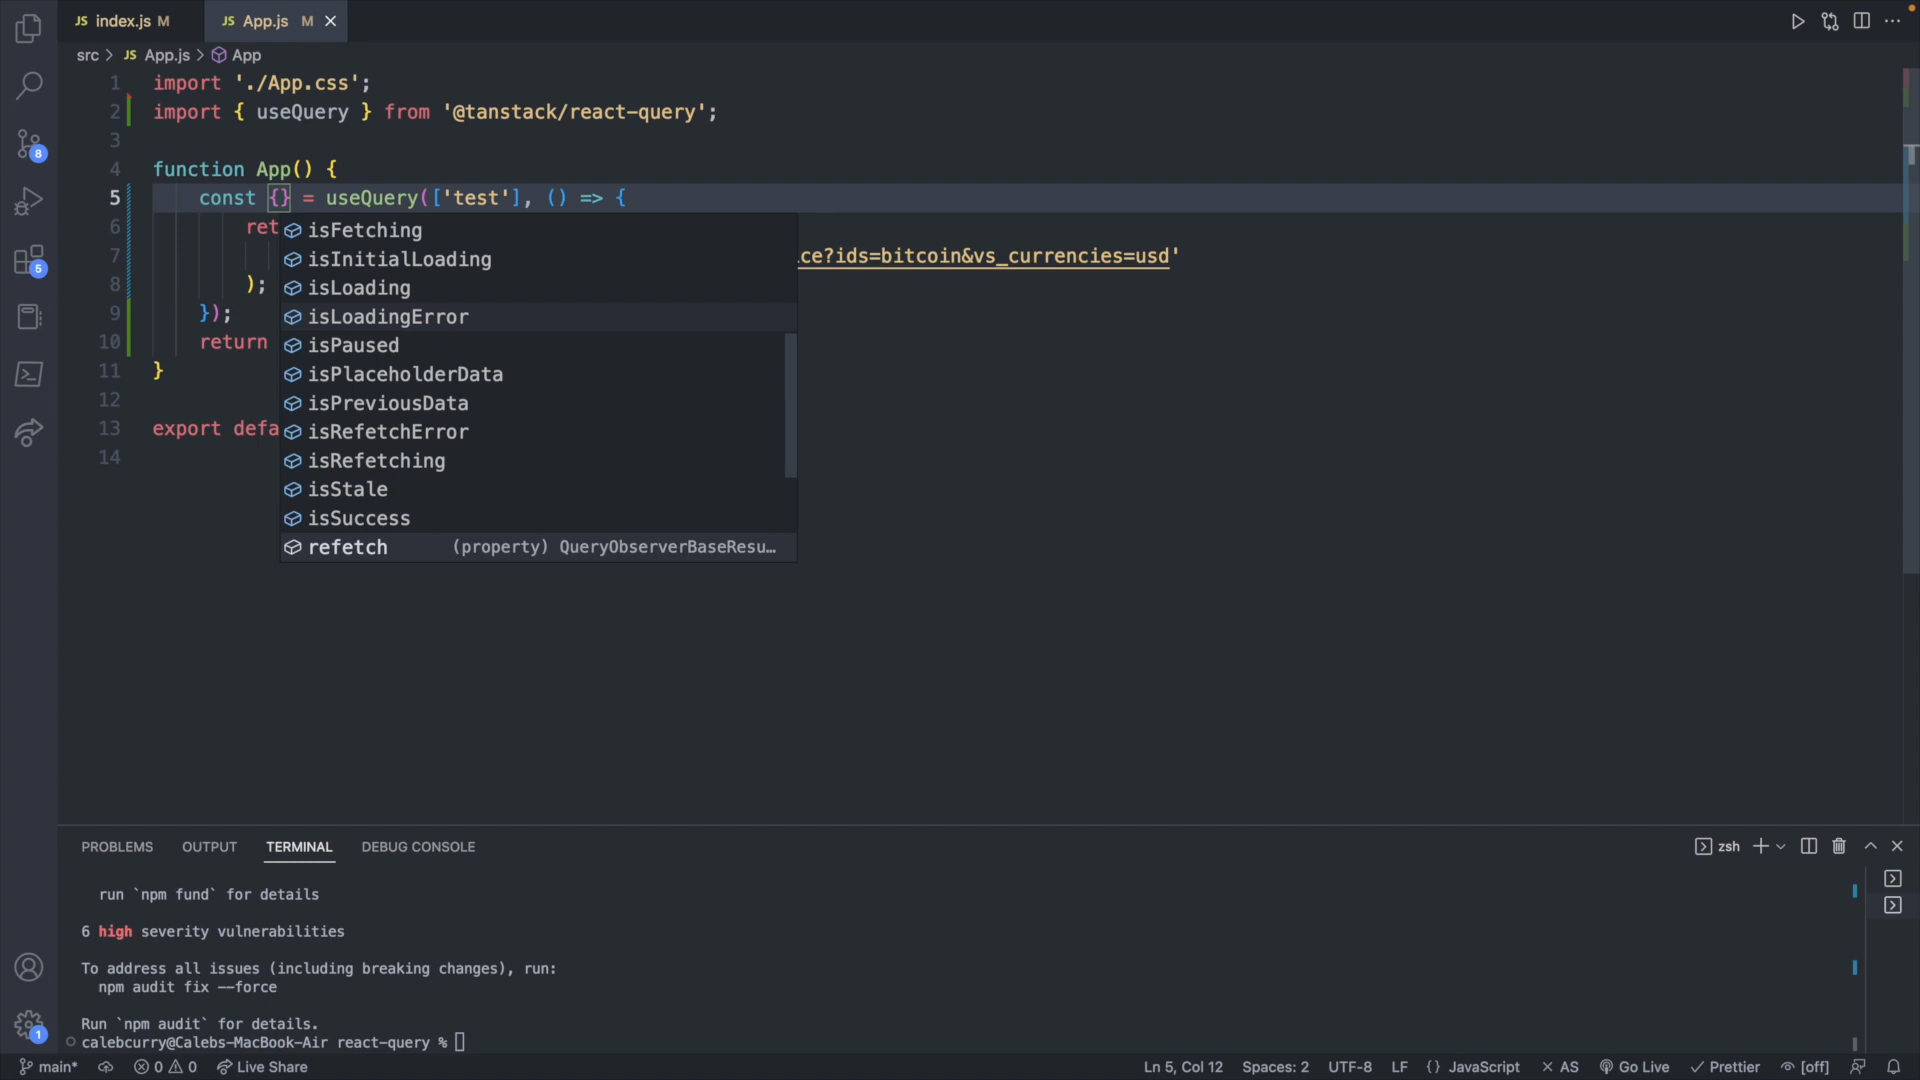 JS index.js M
JS App.js M
src > JS App.js > App
1 import './App.css';
2 import { useQuery } from '@tanstack/react-query';
3
4 function App() {
5 const {} = useQuery(['test'], () => {
6 ret
7 ce?ids=bitcoin&vs_currencies=usd'
8 );
9 });
10 return
11 }
12
13 export defa
14
isFetching
isInitialLoading
isLoading
isLoadingError
isPaused
isPlaceholderData
isPreviousData
isRefetchError
isRefetching
isStale
isSuccess
refetch (property) QueryObserverBaseResu…
8
5
1
PROBLEMS OUTPUT TERMINAL DEBUG CONSOLE
zsh
run `npm fund` for details
6 high severity vulnerabilities
To address all issues (including breaking changes), run:
npm audit fix --force
Run `npm audit` for details.
calebcurry@Calebs-MacBook-Air react-query %
main* 0 0 Live Share
Ln 5, Col 12 Spaces: 2 UTF-8 LF {} JavaScript AS Go Live Prettier [off]